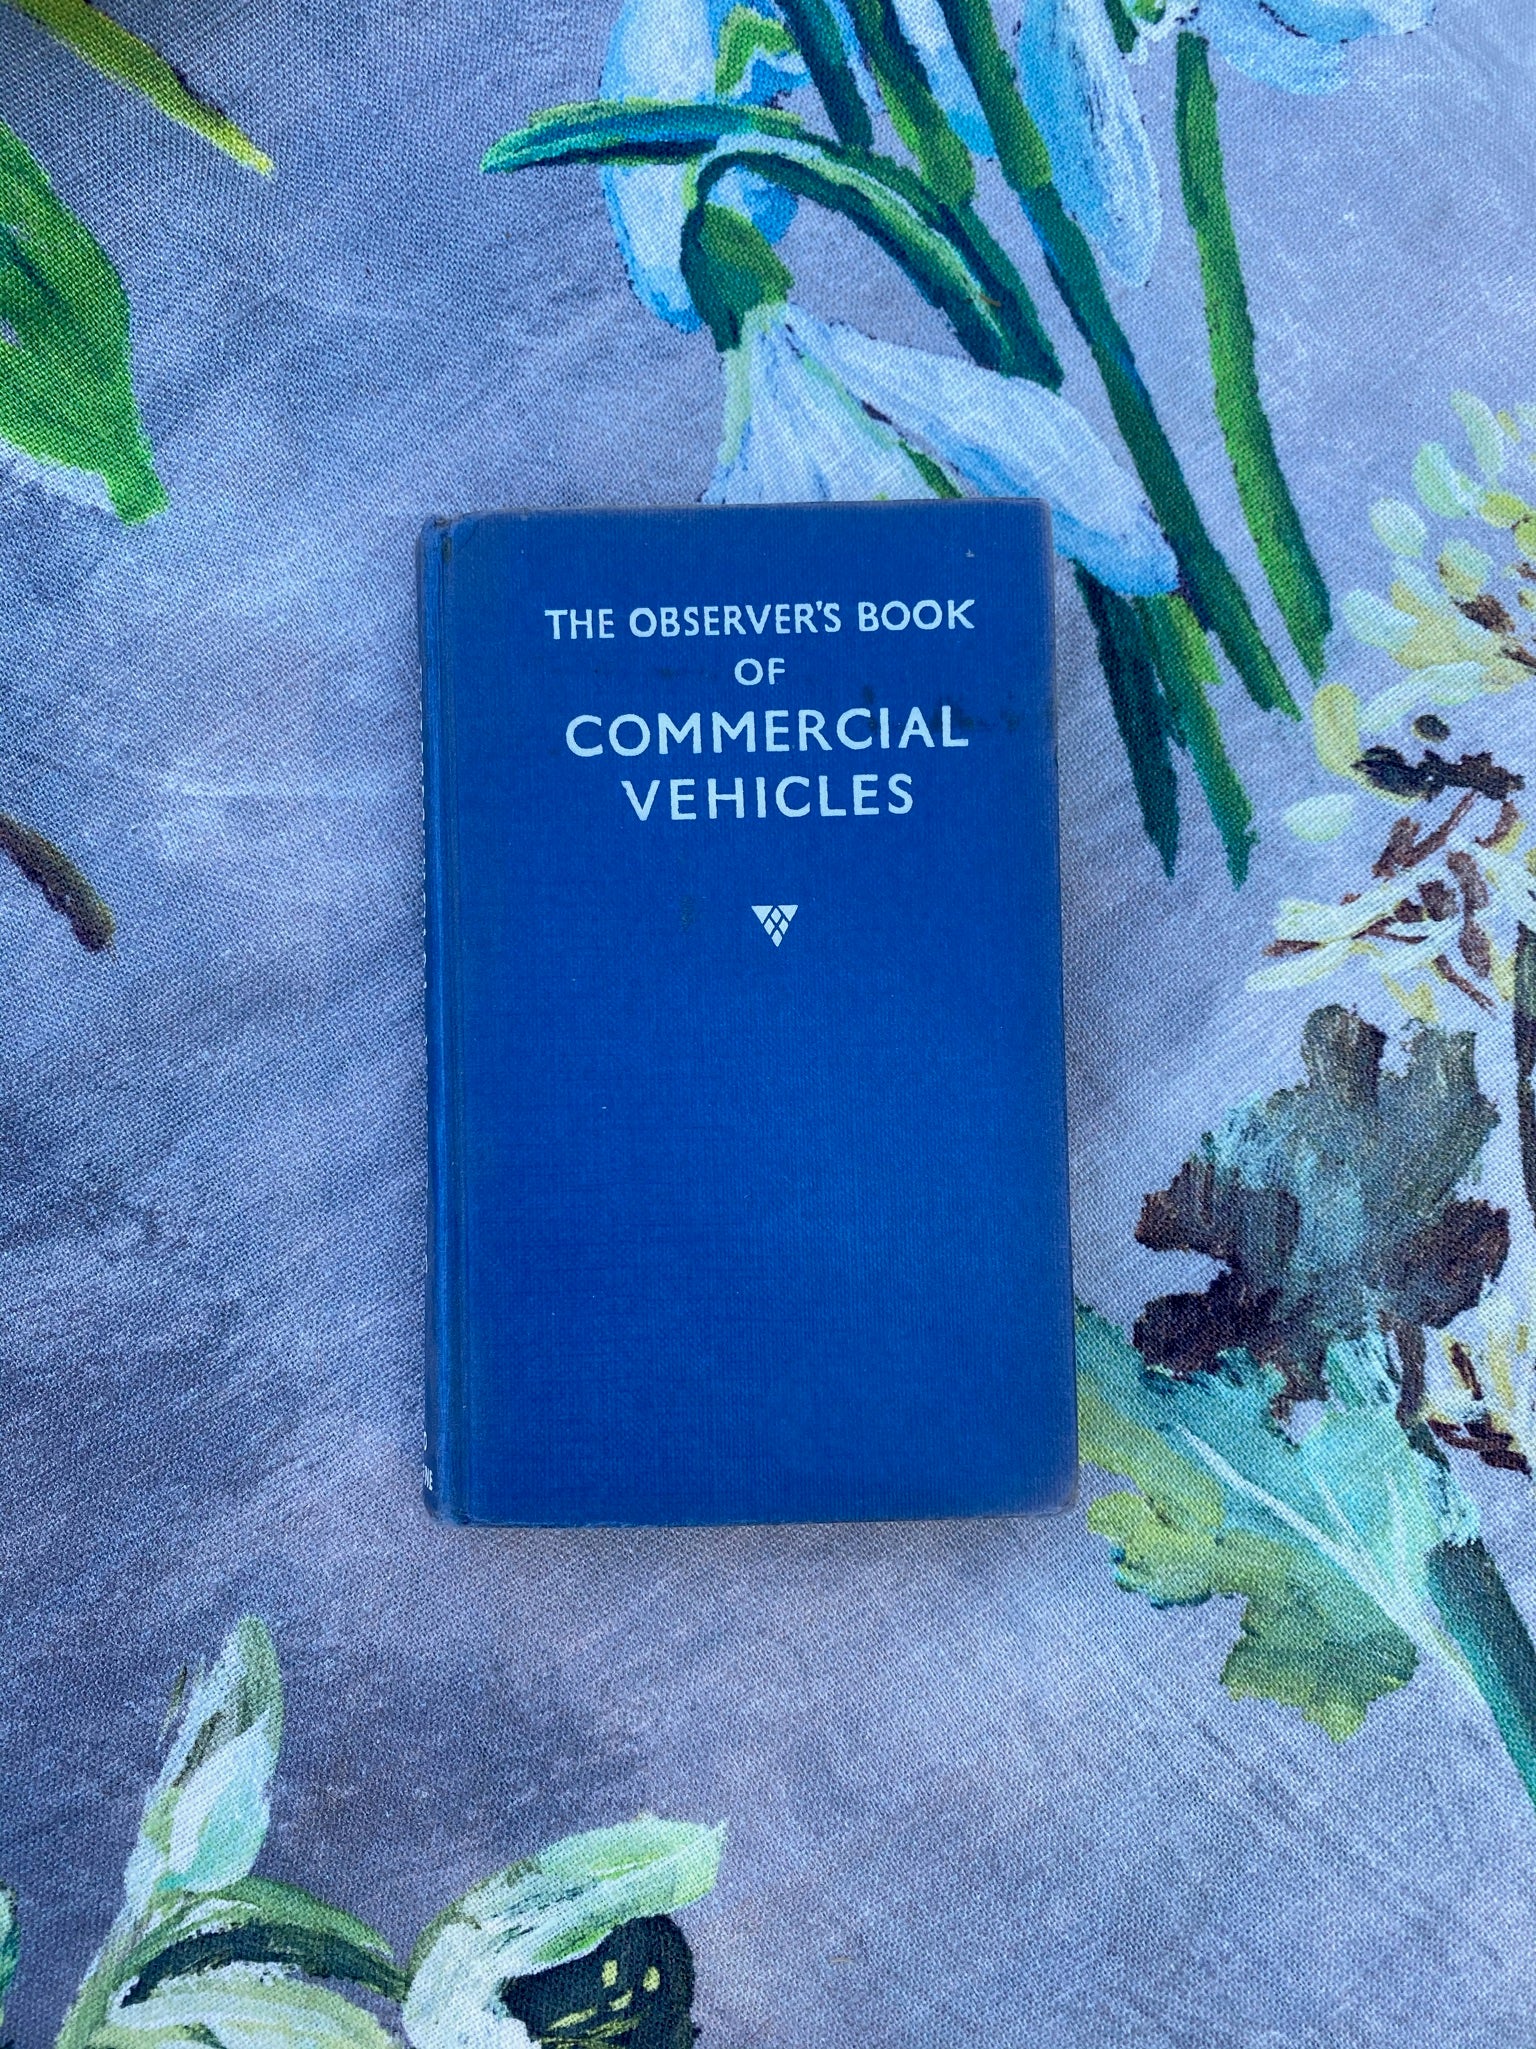 THE OBSERVER'S BOOK
OF
COMMERCIAL
VEHICLES